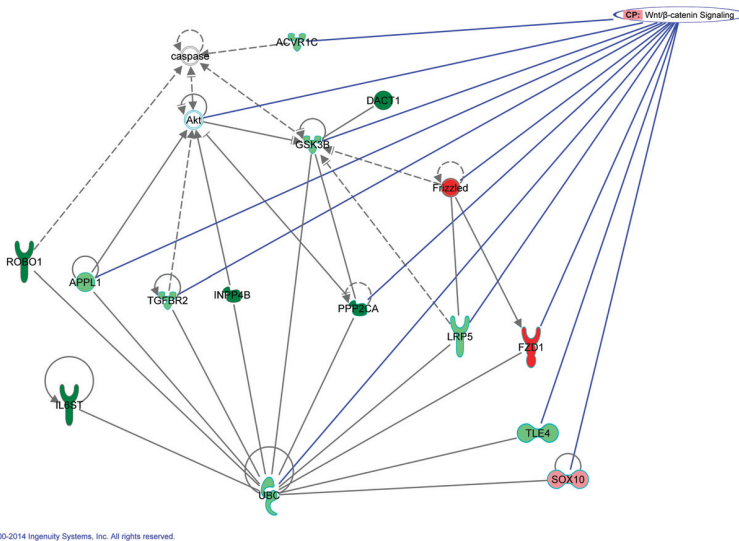 CP: Wnt/β-catenin Signaling
ACVR1C
caspase
DACT1
Akt
GSK3B
Frizzled
ROBO1
APPL1
TGFBR2
INPP4B
PPP2CA
LRP5
FZD1
IL6ST
TLE4
SOX10
UBC
00-2014 Ingenuity Systems, Inc. All rights reserved.